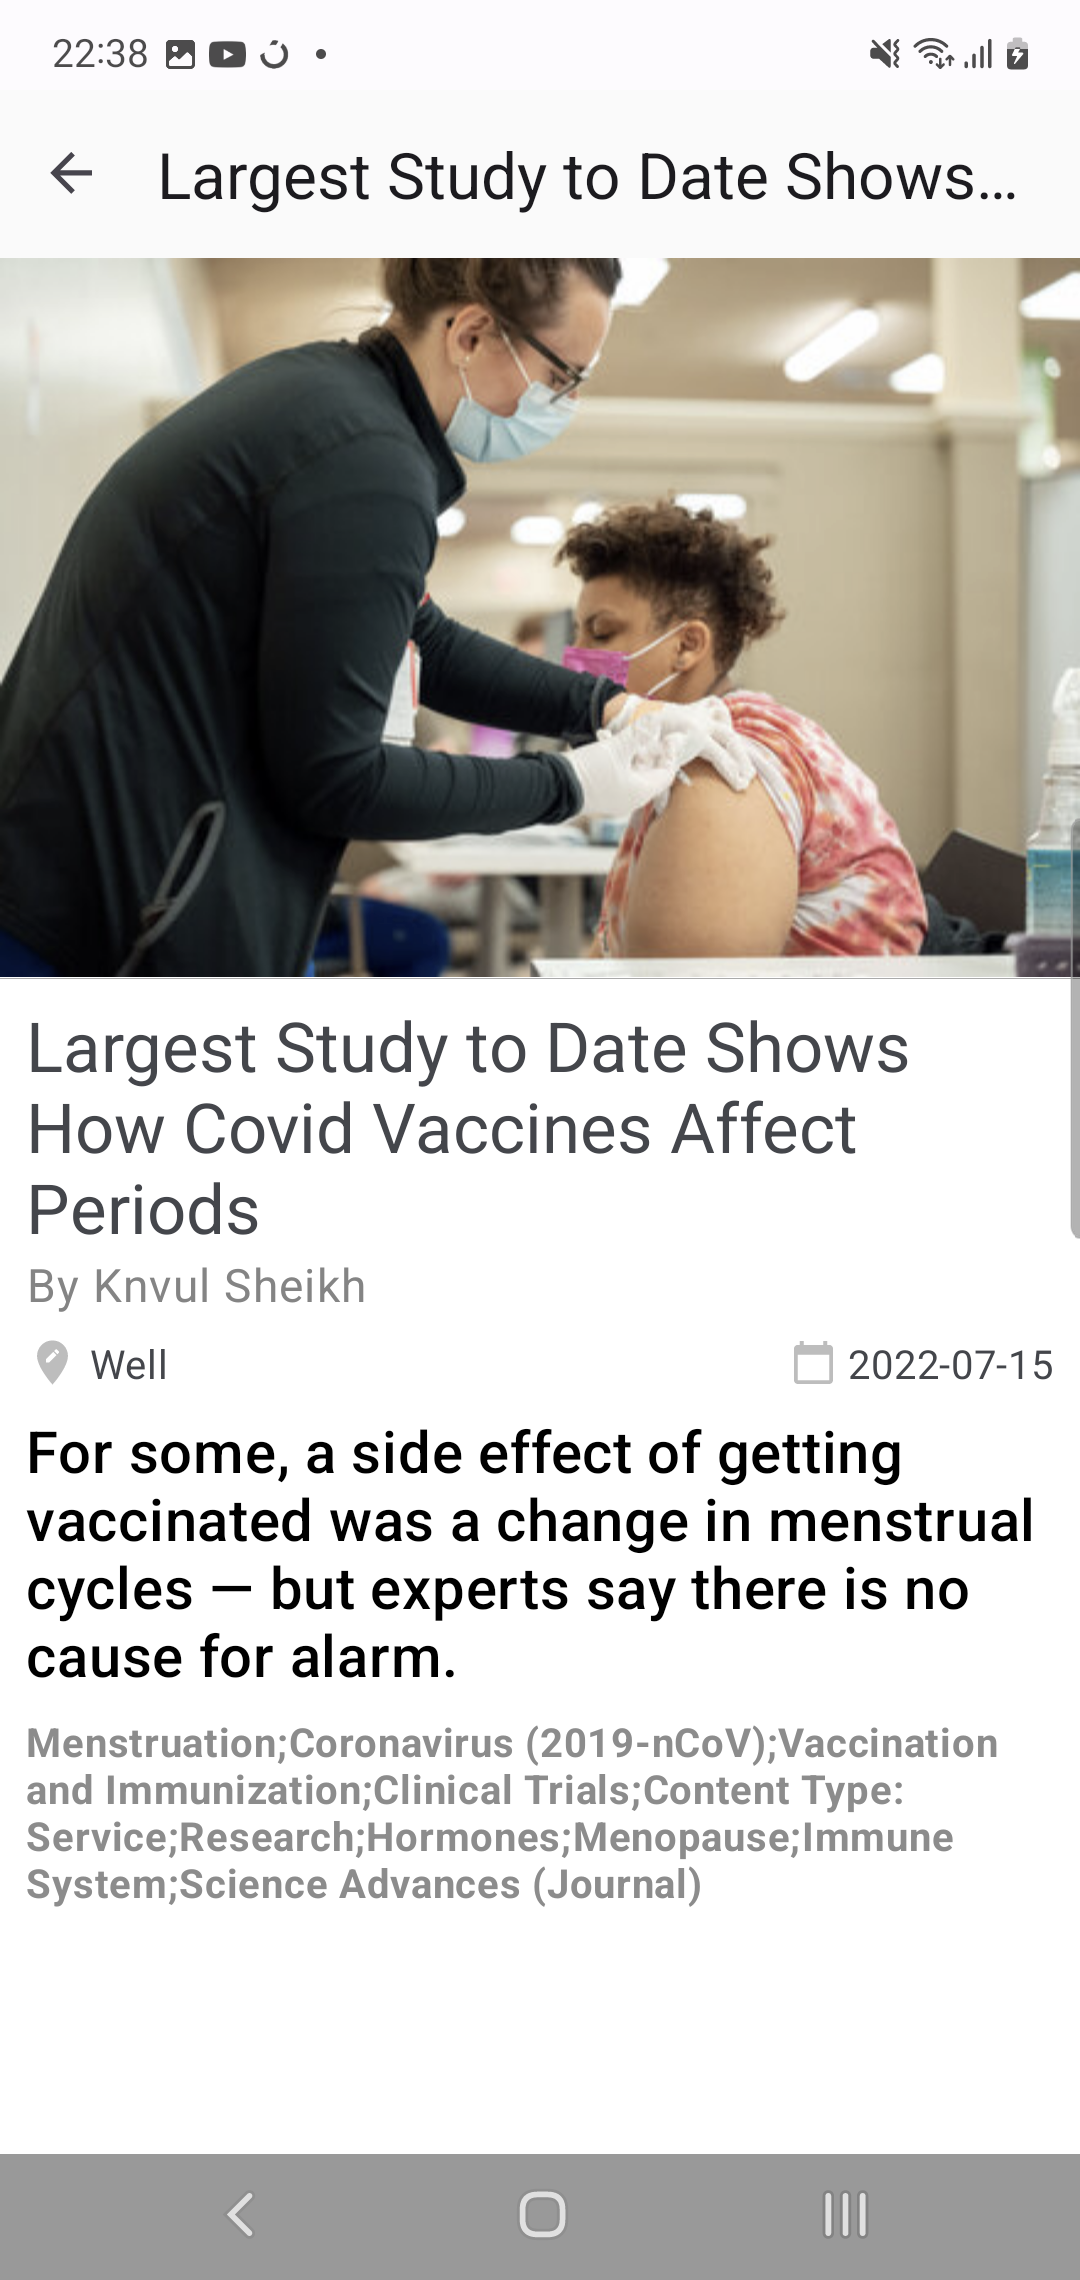 22:38
Largest Study to Date Shows...
Largest Study to Date Shows
How Covid Vaccines Affect
Periods
By Knvul Sheikh
Well
2022-07-15
For some, a side effect of getting
vaccinated was a change in menstrual
cycles — but experts say there is no
cause for alarm.
Menstruation;Coronavirus (2019-nCoV);Vaccination
and Immunization;Clinical Trials;Content Type:
Service;Research;Hormones;Menopause;Immune
System;Science Advances (Journal)